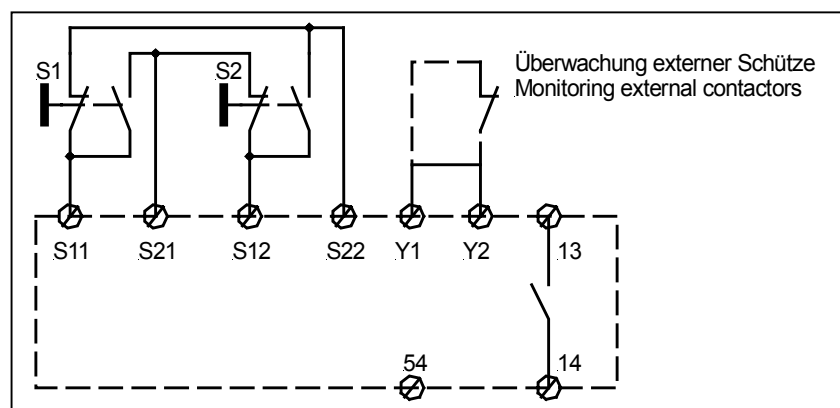 S1
S2
Überwachung externer Schütze
Monitoring external contactors
S11
S21
S12
S22
Y1
Y2
13
54
14